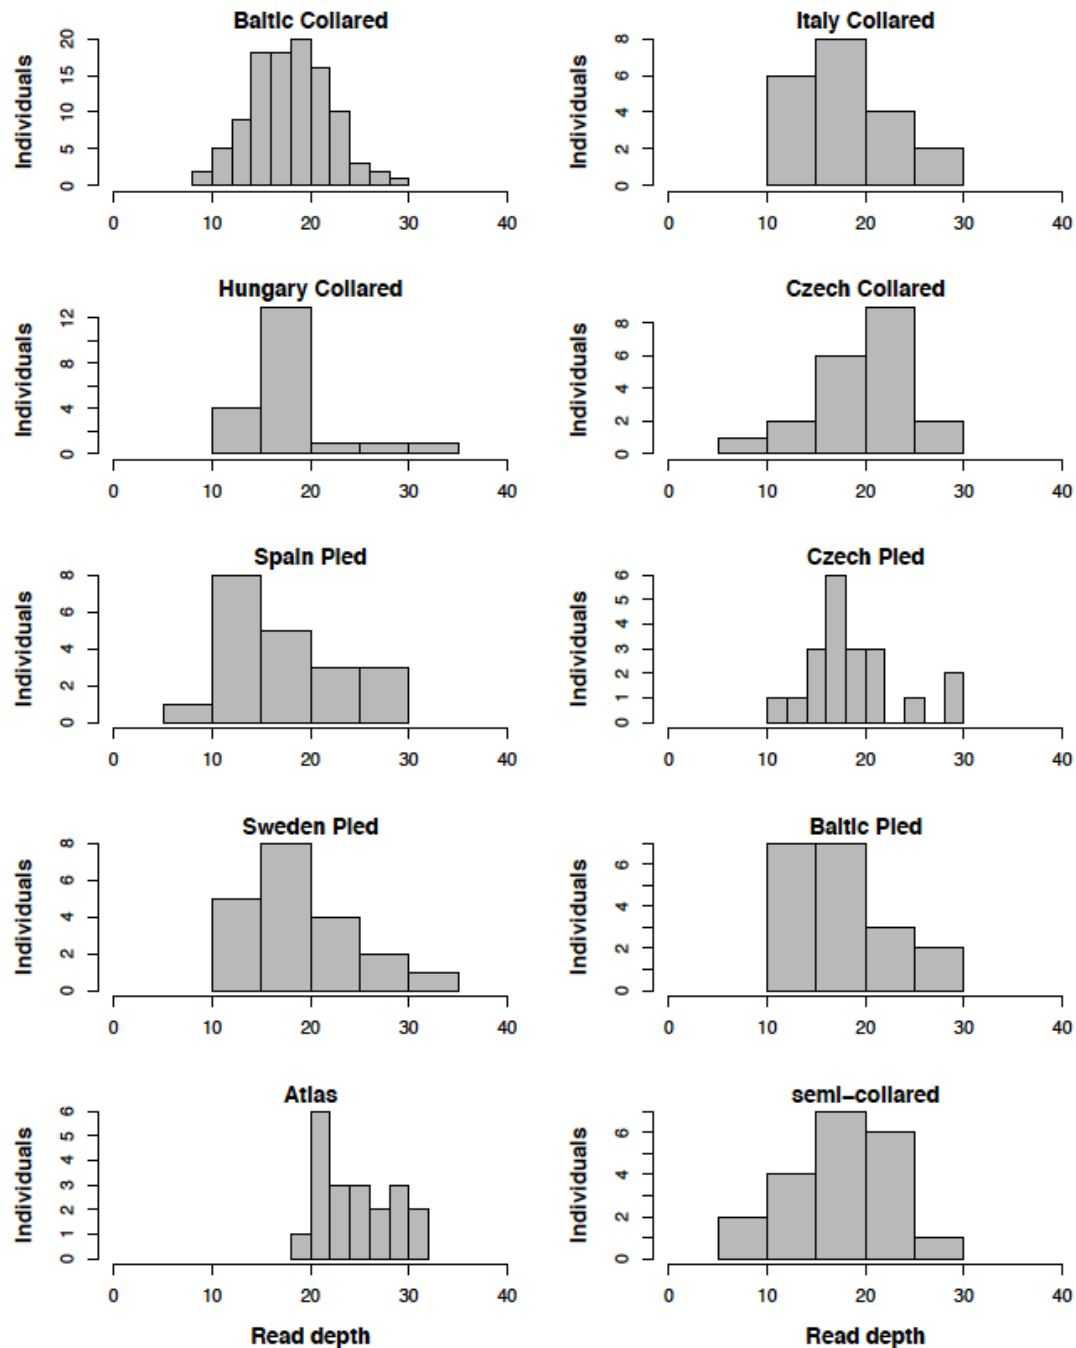 Baltic Collared
Individuals
0 5 10 15 20
0 10 20 30 40
Italy Collared
Individuals
0 2 4 6 8
0 10 20 30 40
Hungary Collared
Individuals
0 4 8 12
0 10 20 30 40
Czech Collared
Individuals
0 2 4 6 8
0 10 20 30 40
Spain Pied
Individuals
0 2 4 6 8
0 10 20 30 40
Czech Pied
Individuals
0 1 2 3 4 5 6
0 10 20 30 40
Sweden Pied
Individuals
0 2 4 6 8
0 10 20 30 40
Baltic Pied
Individuals
0 2 4 6
0 10 20 30 40
Atlas
Individuals
0 1 2 3 4 5 6
0 10 20 30 40
Read depth
semi-collared
Individuals
0 2 4 6
0 10 20 30 40
Read depth